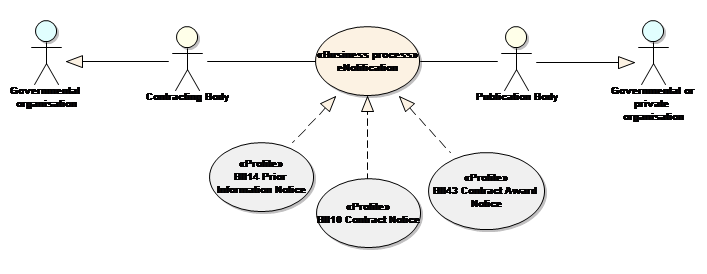 «Business process»
eNotification
Governmental
organisation
Contracting Body
Publication Body
Governmental or
private
organisation
«Profile»
BII14 Prior
Information Notice
«Profile»
BII10 Contract Notice
«Profile»
BII43 Contract Award
Notice